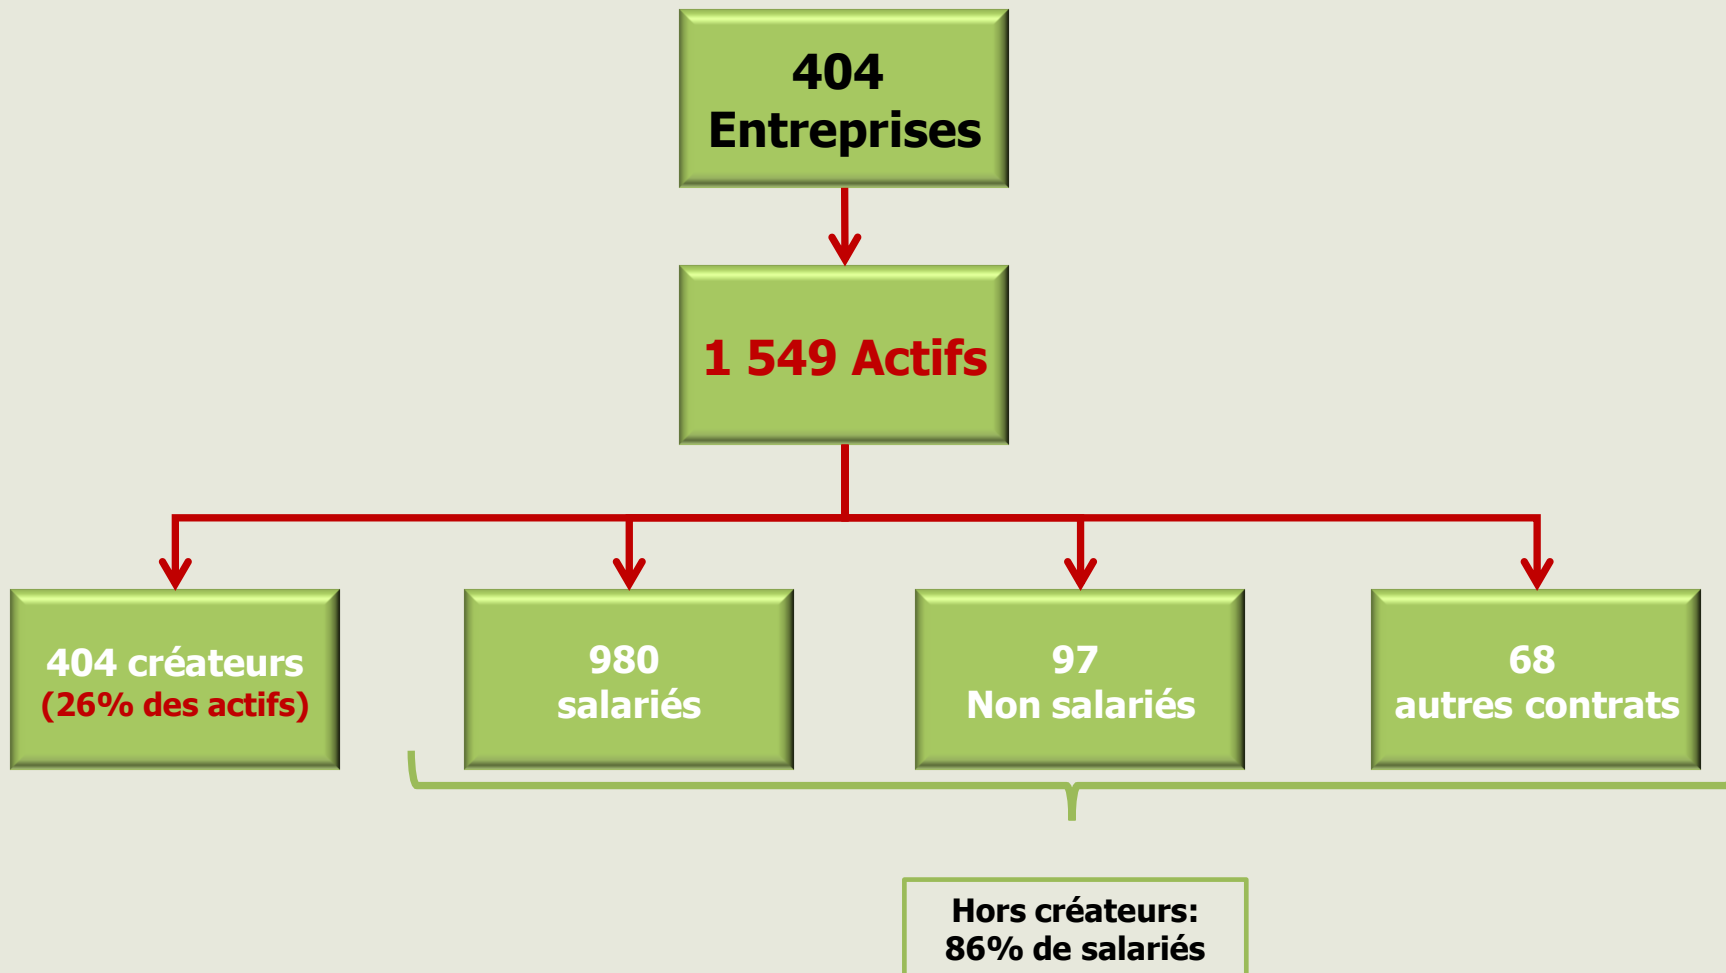 404
Entreprises
1 549 Actifs
404 créateurs
(26% des actifs)
980
salariés
97
Non salariés
68
autres contrats
Hors créateurs:
86% de salariés